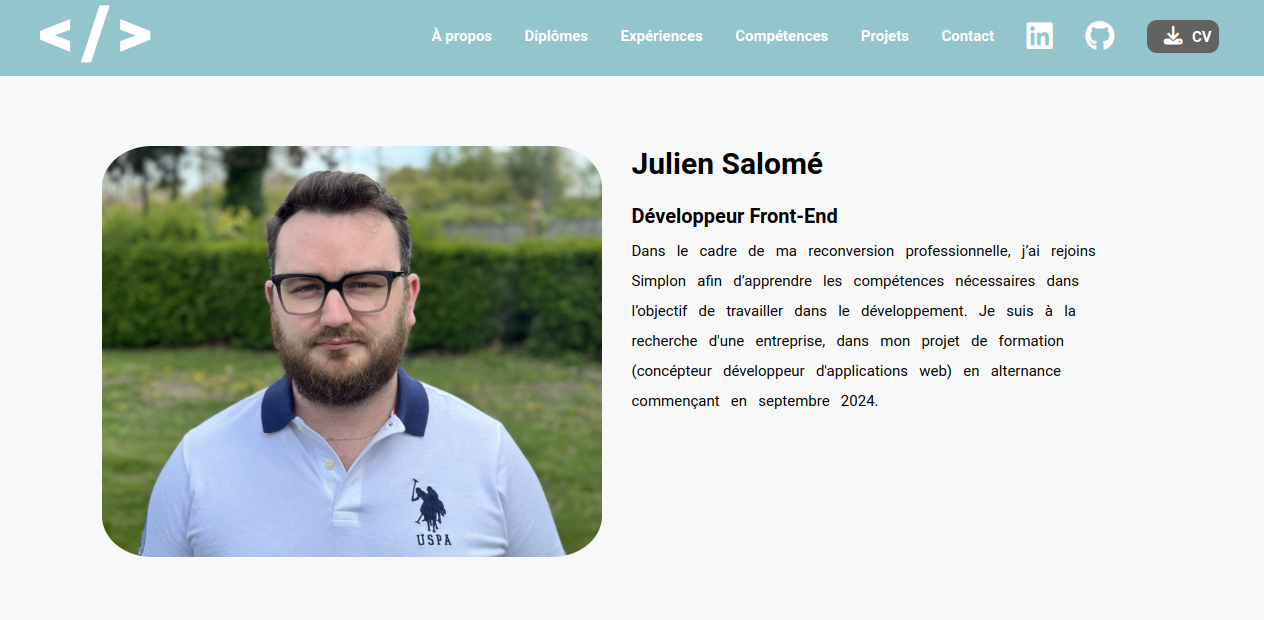 </>
À propos Diplômes Expériences Compétences Projets Contact in CV
Julien Salomé
Développeur Front-End
Dans le cadre de ma reconversion professionnelle, j’ai rejoins
Simplon afin d’apprendre les compétences nécessaires dans
l’objectif de travailler dans le développement. Je suis à la
recherche d'une entreprise, dans mon projet de formation
(concépteur développeur d'applications web) en alternance
commençant en septembre 2024.
USPA